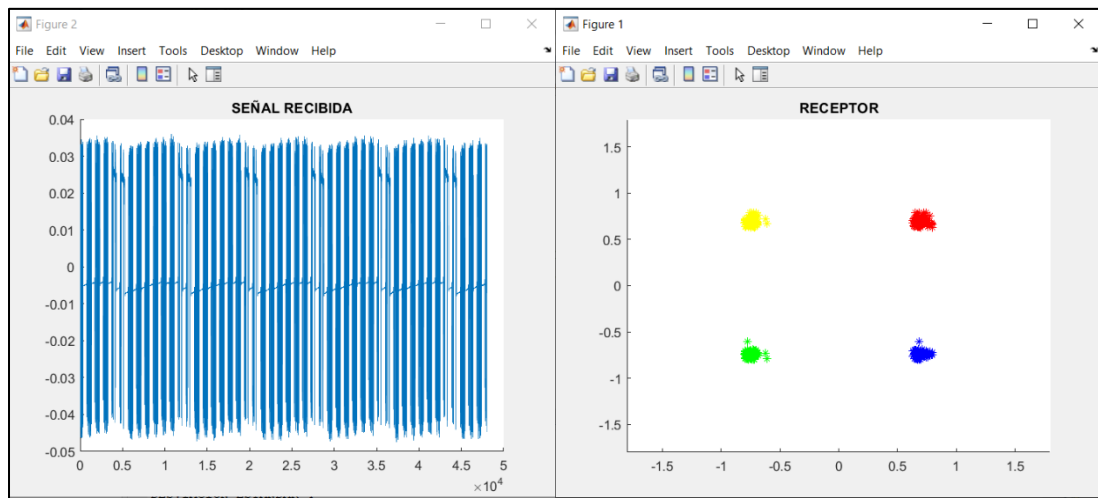 Figure 2
File Edit View Insert Tools Desktop Window Help
SEÑAL RECIBIDA
0.04
0.03
0.02
0.01
0
-0.01
-0.02
-0.03
-0.04
-0.05
0 0.5 1 1.5 2 2.5 3 3.5 4 4.5 5
×10⁴
Figure 1
File Edit View Insert Tools Desktop Window Help
RECEPTOR
1.5
1
0.5
0
-0.5
-1
-1.5
-1.5 -1 -0.5 0 0.5 1 1.5